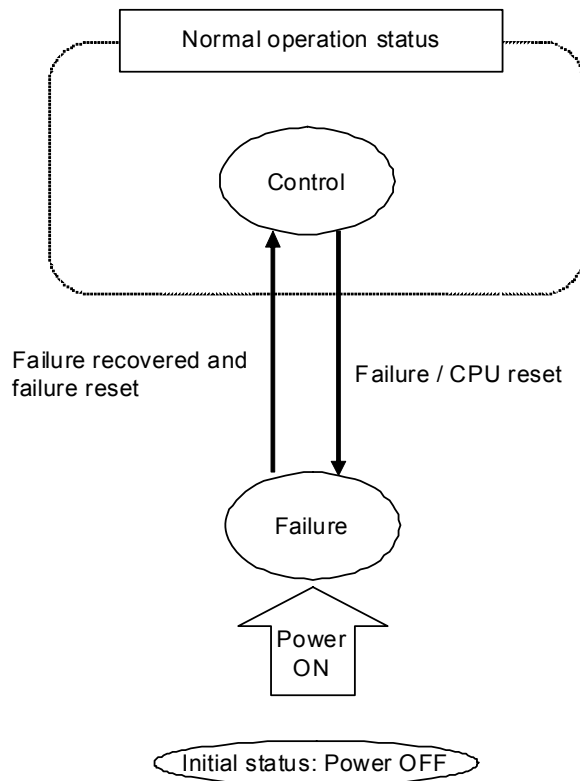 Normal operation status
Control
Failure recovered and
failure reset
Failure / CPU reset
Failure
Power
ON
Initial status: Power OFF